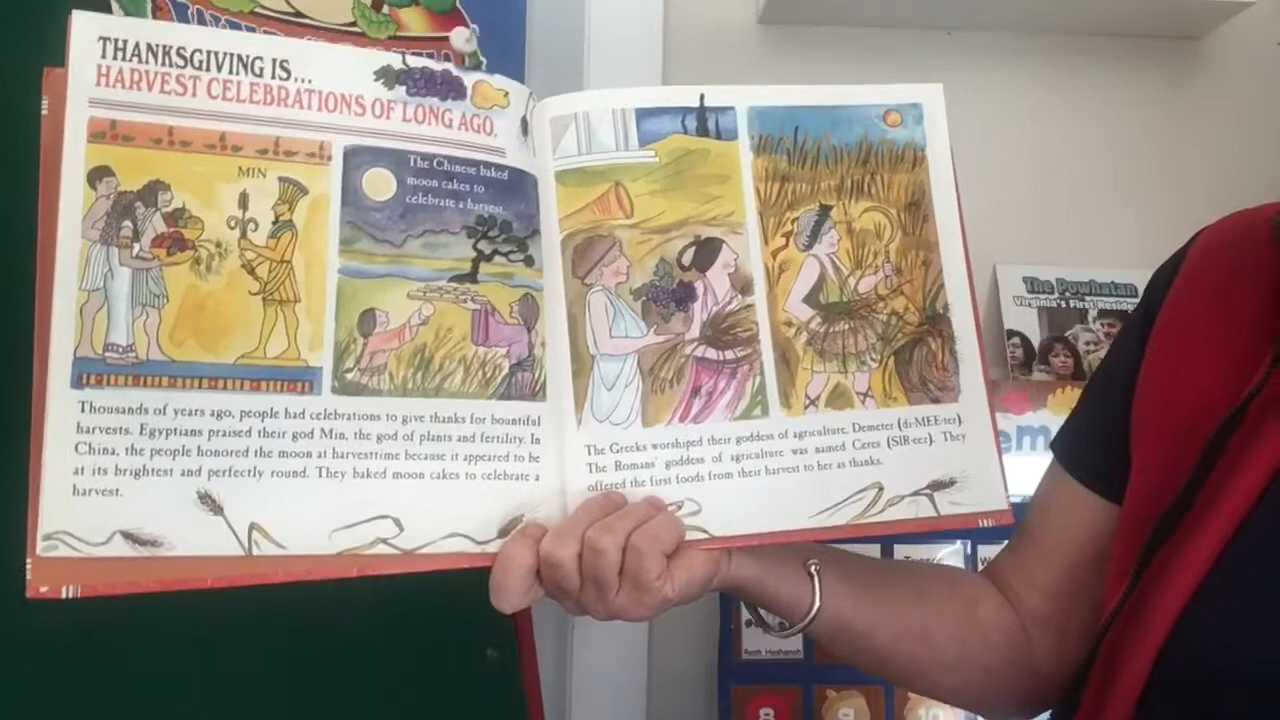 THANKSGIVING IS...
HARVEST CELEBRATIONS OF LONG AGO.
MIN
The Chinese baked
moon cakes to
celebrate a harvest.
Thousands of years ago, people had celebrations to give thanks for bountiful
harvests. Egyptians praised their god Min, the god of plants and fertility. In
China, the people honored the moon at harvesttime because it appeared to be
at its brightest and perfectly round. They baked moon cakes to celebrate a
harvest.
The Greeks worshiped their goddess of agriculture, Demeter (di-MEE-ter).
The Romans' goddess of agriculture was named Ceres (SIR-eez). They
offered the first foods from their harvest to her as thanks.
The Powhatan
Virginia's First
em
Rosh Hashanah
8
9
10